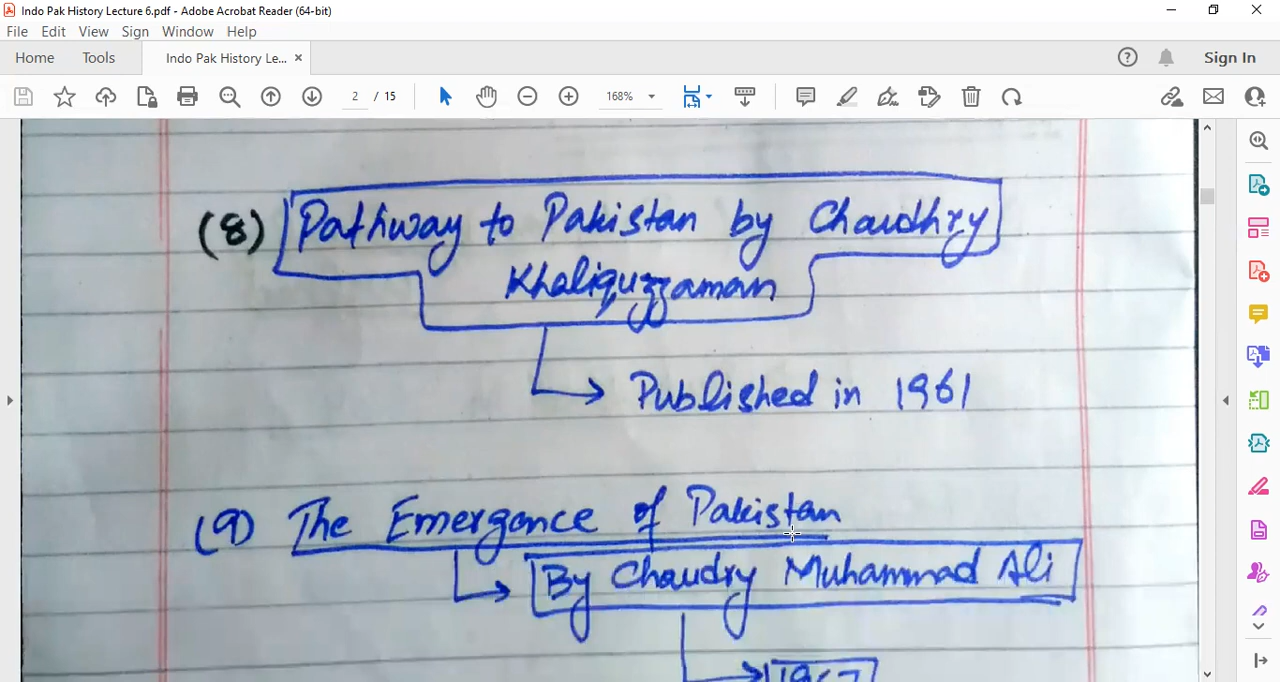 Indo Pak History Lecture 6.pdf - Adobe Acrobat Reader (64-bit)
File Edit View Sign Window Help
Home Tools Indo Pak History Le... × Sign In
2 / 15 168%
(8) Pathway to Pakistan by Chaudhry
Khaliquzzaman
Published in 1961
(9) The Emergence of Pakistan
By Chaudry Muhammad Ali
1967